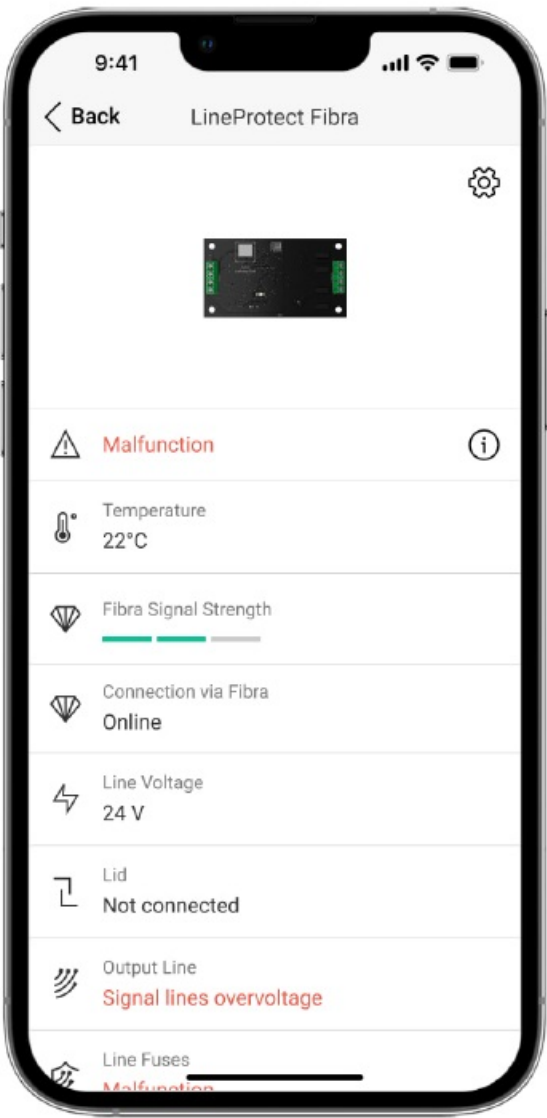 9:41
Back
LineProtect Fibra
Malfunction
Temperature
22°C
Fibra Signal Strength
Connection via Fibra
Online
Line Voltage
24 V
Lid
Not connected
Output Line
Signal lines overvoltage
Line Fuses
Malfunction